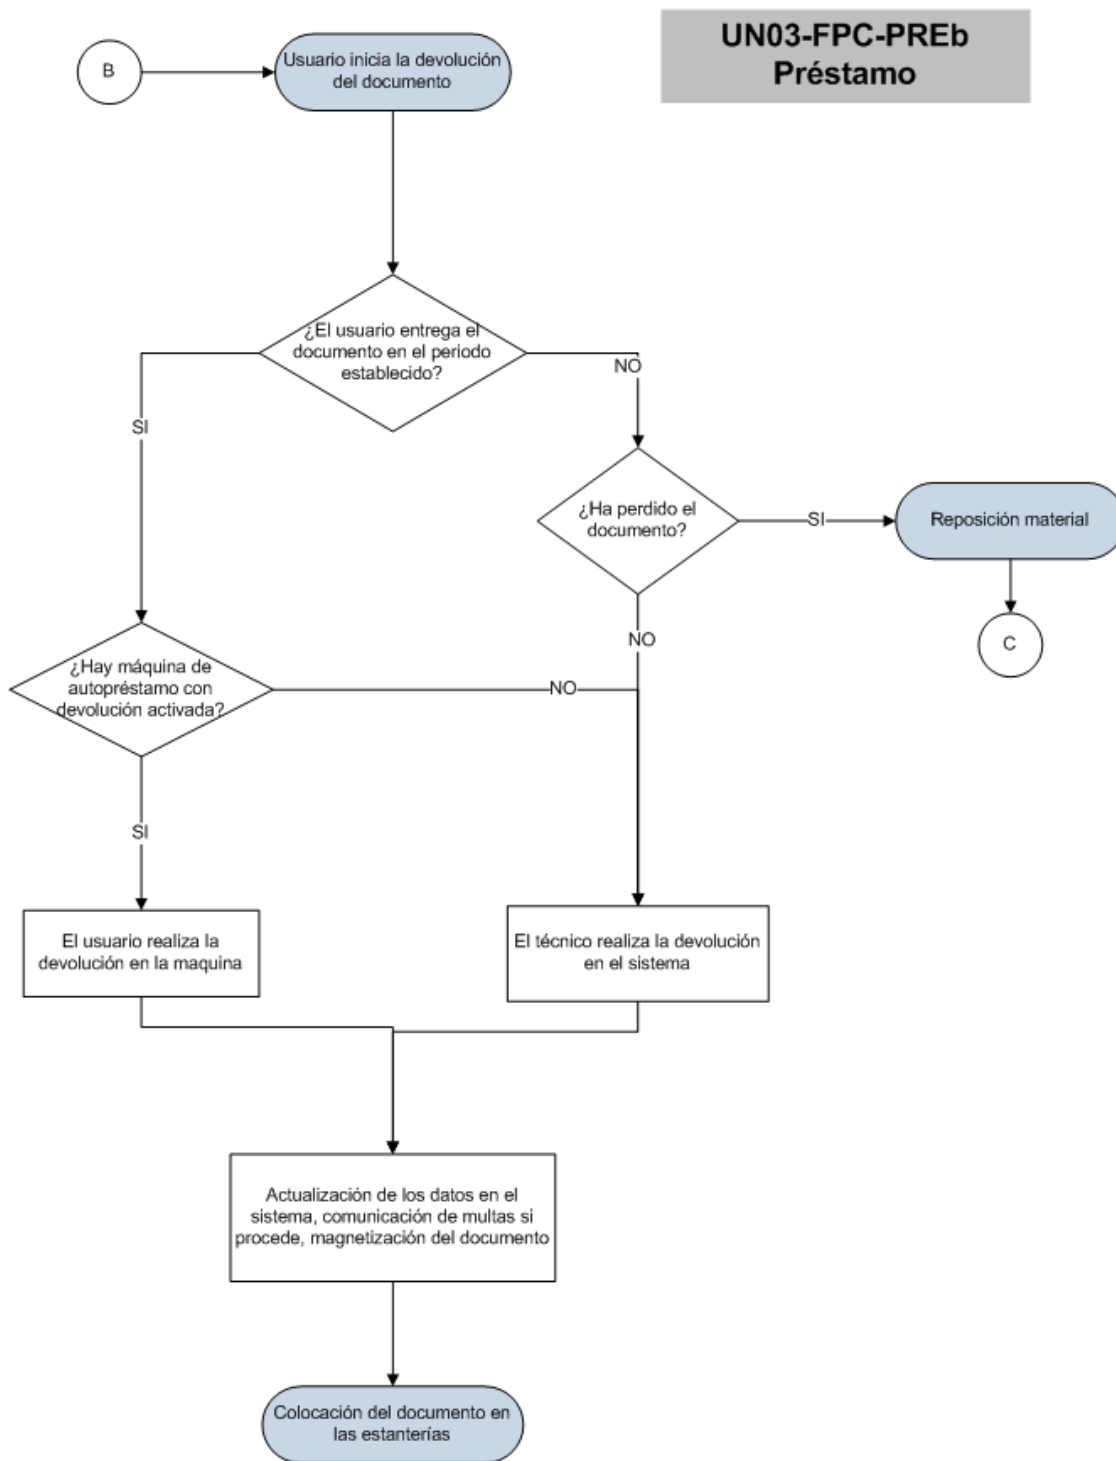 UN03-FPC-PREb
Préstamo
B
Usuario inicia la devolución
del documento
¿El usuario entrega el
documento en el periodo
establecido?
NO
SI
¿Ha perdido el
documento?
SI
Reposición material
NO
C
¿Hay máquina de
autopréstamo con
devolución activada?
NO
SI
El usuario realiza la
devolución en la maquina
El técnico realiza la devolución
en el sistema
Actualización de los datos en el
sistema, comunicación de multas si
procede, magnetización del documento
Colocación del documento en
las estanterías